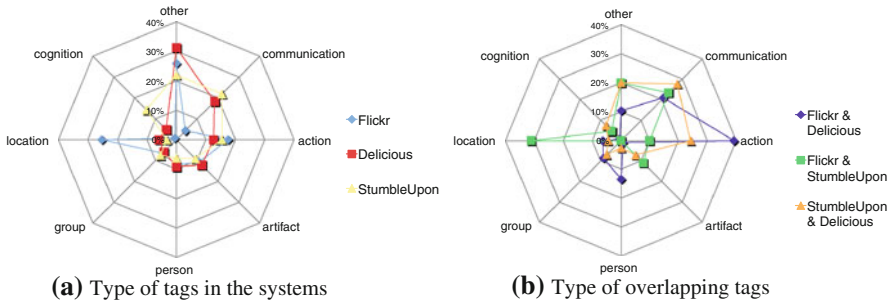 other
40%
30%
20%
10%
0%
communication
action
artifact
person
group
location
cognition
Flickr
Delicious
StumbleUpon
(a) Type of tags in the systems
other
40%
30%
20%
10%
0%
communication
action
artifact
person
group
location
cognition
Flickr &
Delicious
Flickr &
StumbleUpon
StumbleUpon
& Delicious
(b) Type of overlapping tags